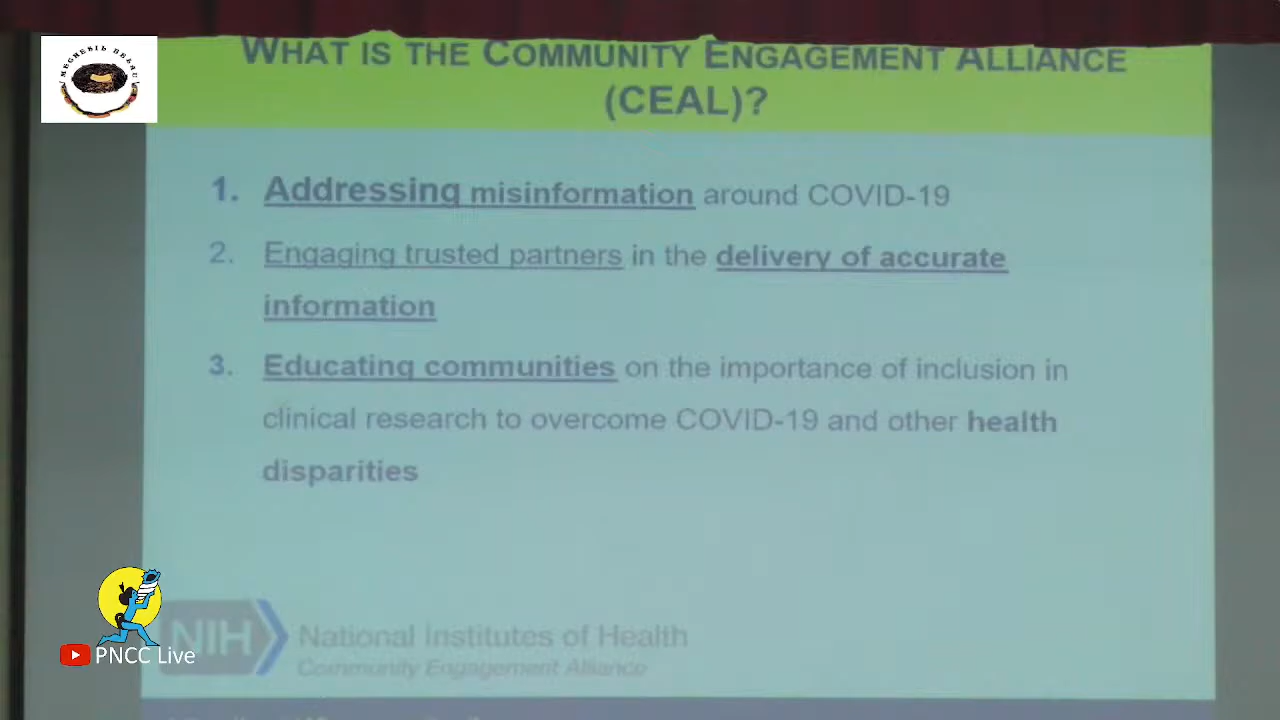 WHAT IS THE COMMUNITY ENGAGEMENT ALLIANCE
(CEAL)?
1. Addressing misinformation around COVID-19
2. Engaging trusted partners in the delivery of accurate
information
3. Educating communities on the importance of inclusion in
clinical research to overcome COVID-19 and other health
disparities
NIH National Institutes of Health
Community Engagement Alliance
PNCC Live